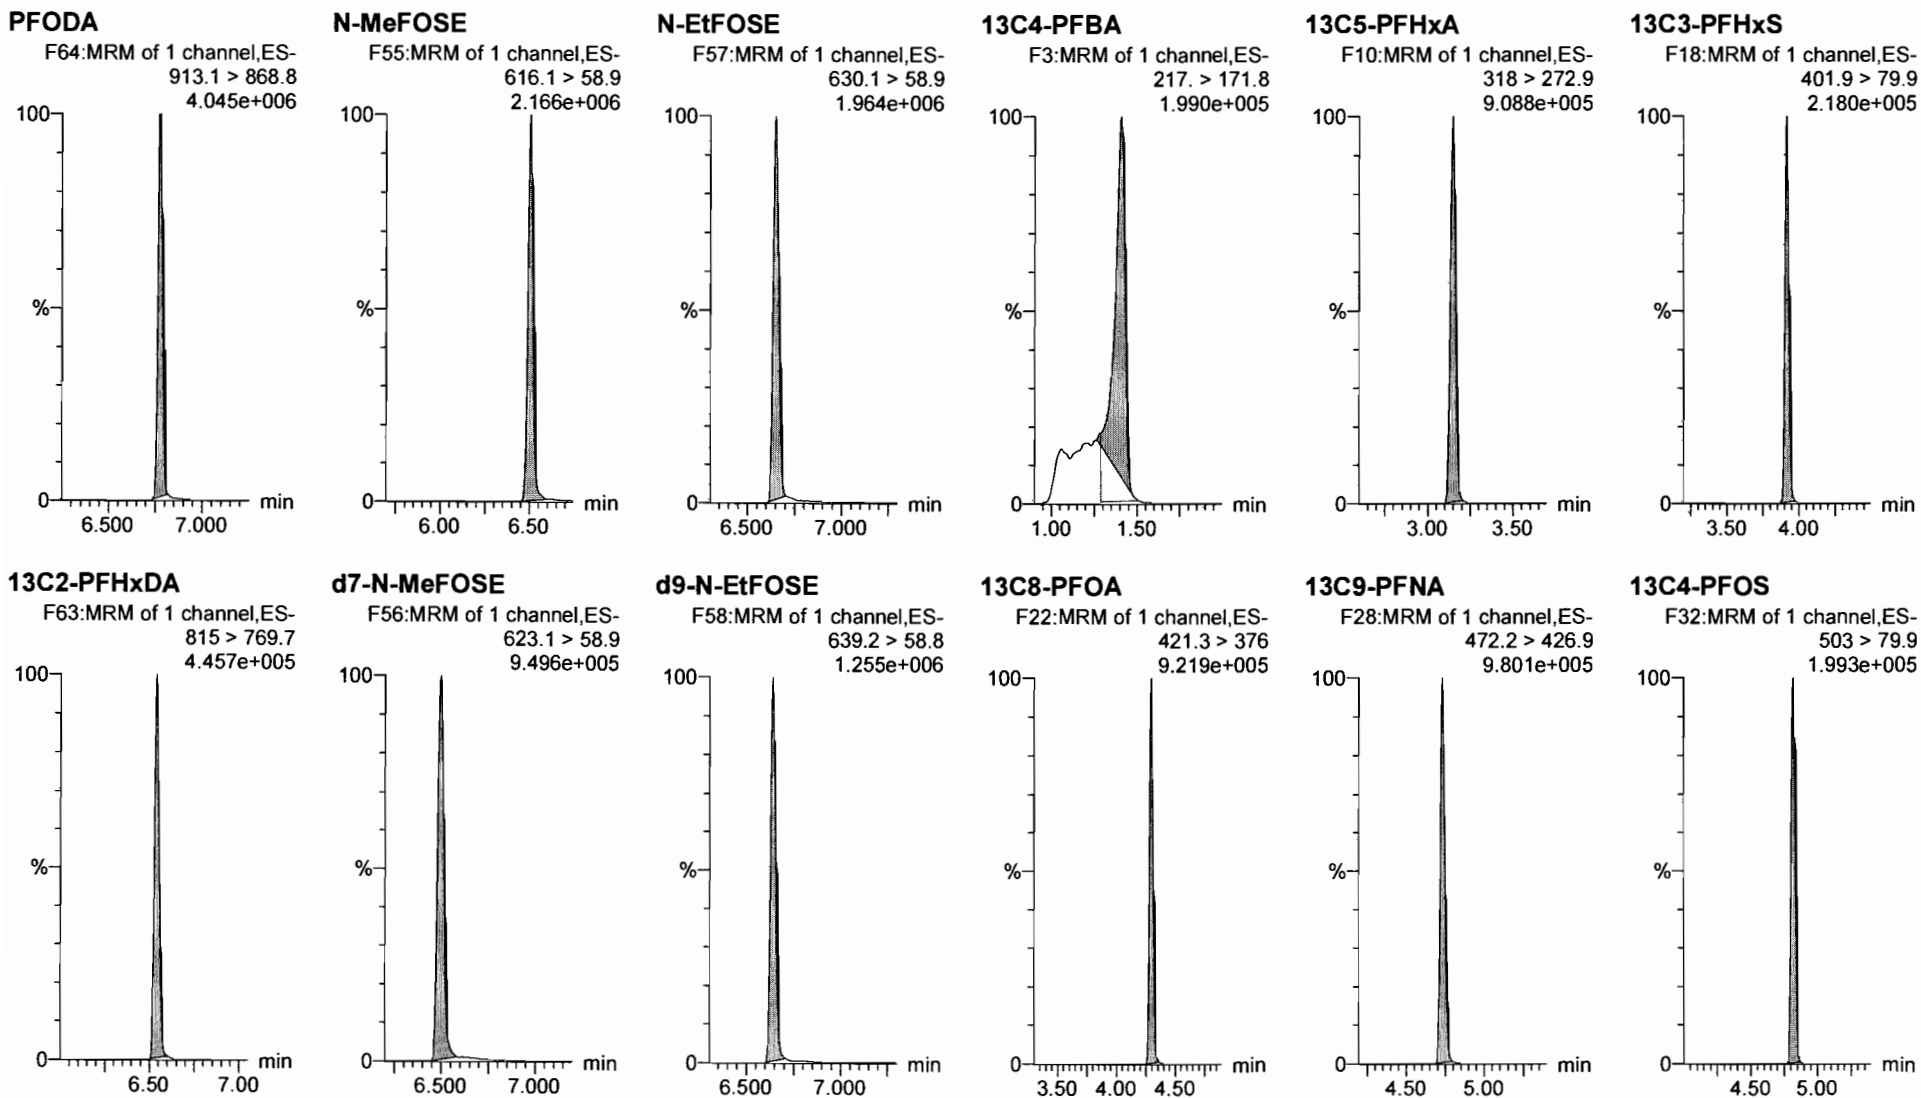 PFODA
F64:MRM of 1 channel,ES-
913.1 > 868.8
4.045e+006
100
%
0
6.500 7.000 min
N-MeFOSE
F55:MRM of 1 channel,ES-
616.1 > 58.9
2.166e+006
100
%
0
6.00 6.50 min
N-EtFOSE
F57:MRM of 1 channel,ES-
630.1 > 58.9
1.964e+006
100
%
0
6.500 7.000 min
13C4-PFBA
F3:MRM of 1 channel,ES-
217. > 171.8
1.990e+005
100
%
0
1.00 1.50 min
13C5-PFHxA
F10:MRM of 1 channel,ES-
318 > 272.9
9.088e+005
100
%
0
3.00 3.50 min
13C3-PFHxS
F18:MRM of 1 channel,ES-
401.9 > 79.9
2.180e+005
100
%
0
3.50 4.00 min
13C2-PFHxDA
F63:MRM of 1 channel,ES-
815 > 769.7
4.457e+005
100
%
0
6.50 7.00 min
d7-N-MeFOSE
F56:MRM of 1 channel,ES-
623.1 > 58.9
9.496e+005
100
%
0
6.500 7.000 min
d9-N-EtFOSE
F58:MRM of 1 channel,ES-
639.2 > 58.8
1.255e+006
100
%
0
6.500 7.000 min
13C8-PFOA
F22:MRM of 1 channel,ES-
421.3 > 376
9.219e+005
100
%
0
3.50 4.00 4.50 min
13C9-PFNA
F28:MRM of 1 channel,ES-
472.2 > 426.9
9.801e+005
100
%
0
4.50 5.00 min
13C4-PFOS
F32:MRM of 1 channel,ES-
503 > 79.9
1.993e+005
100
%
0
4.50 5.00 min